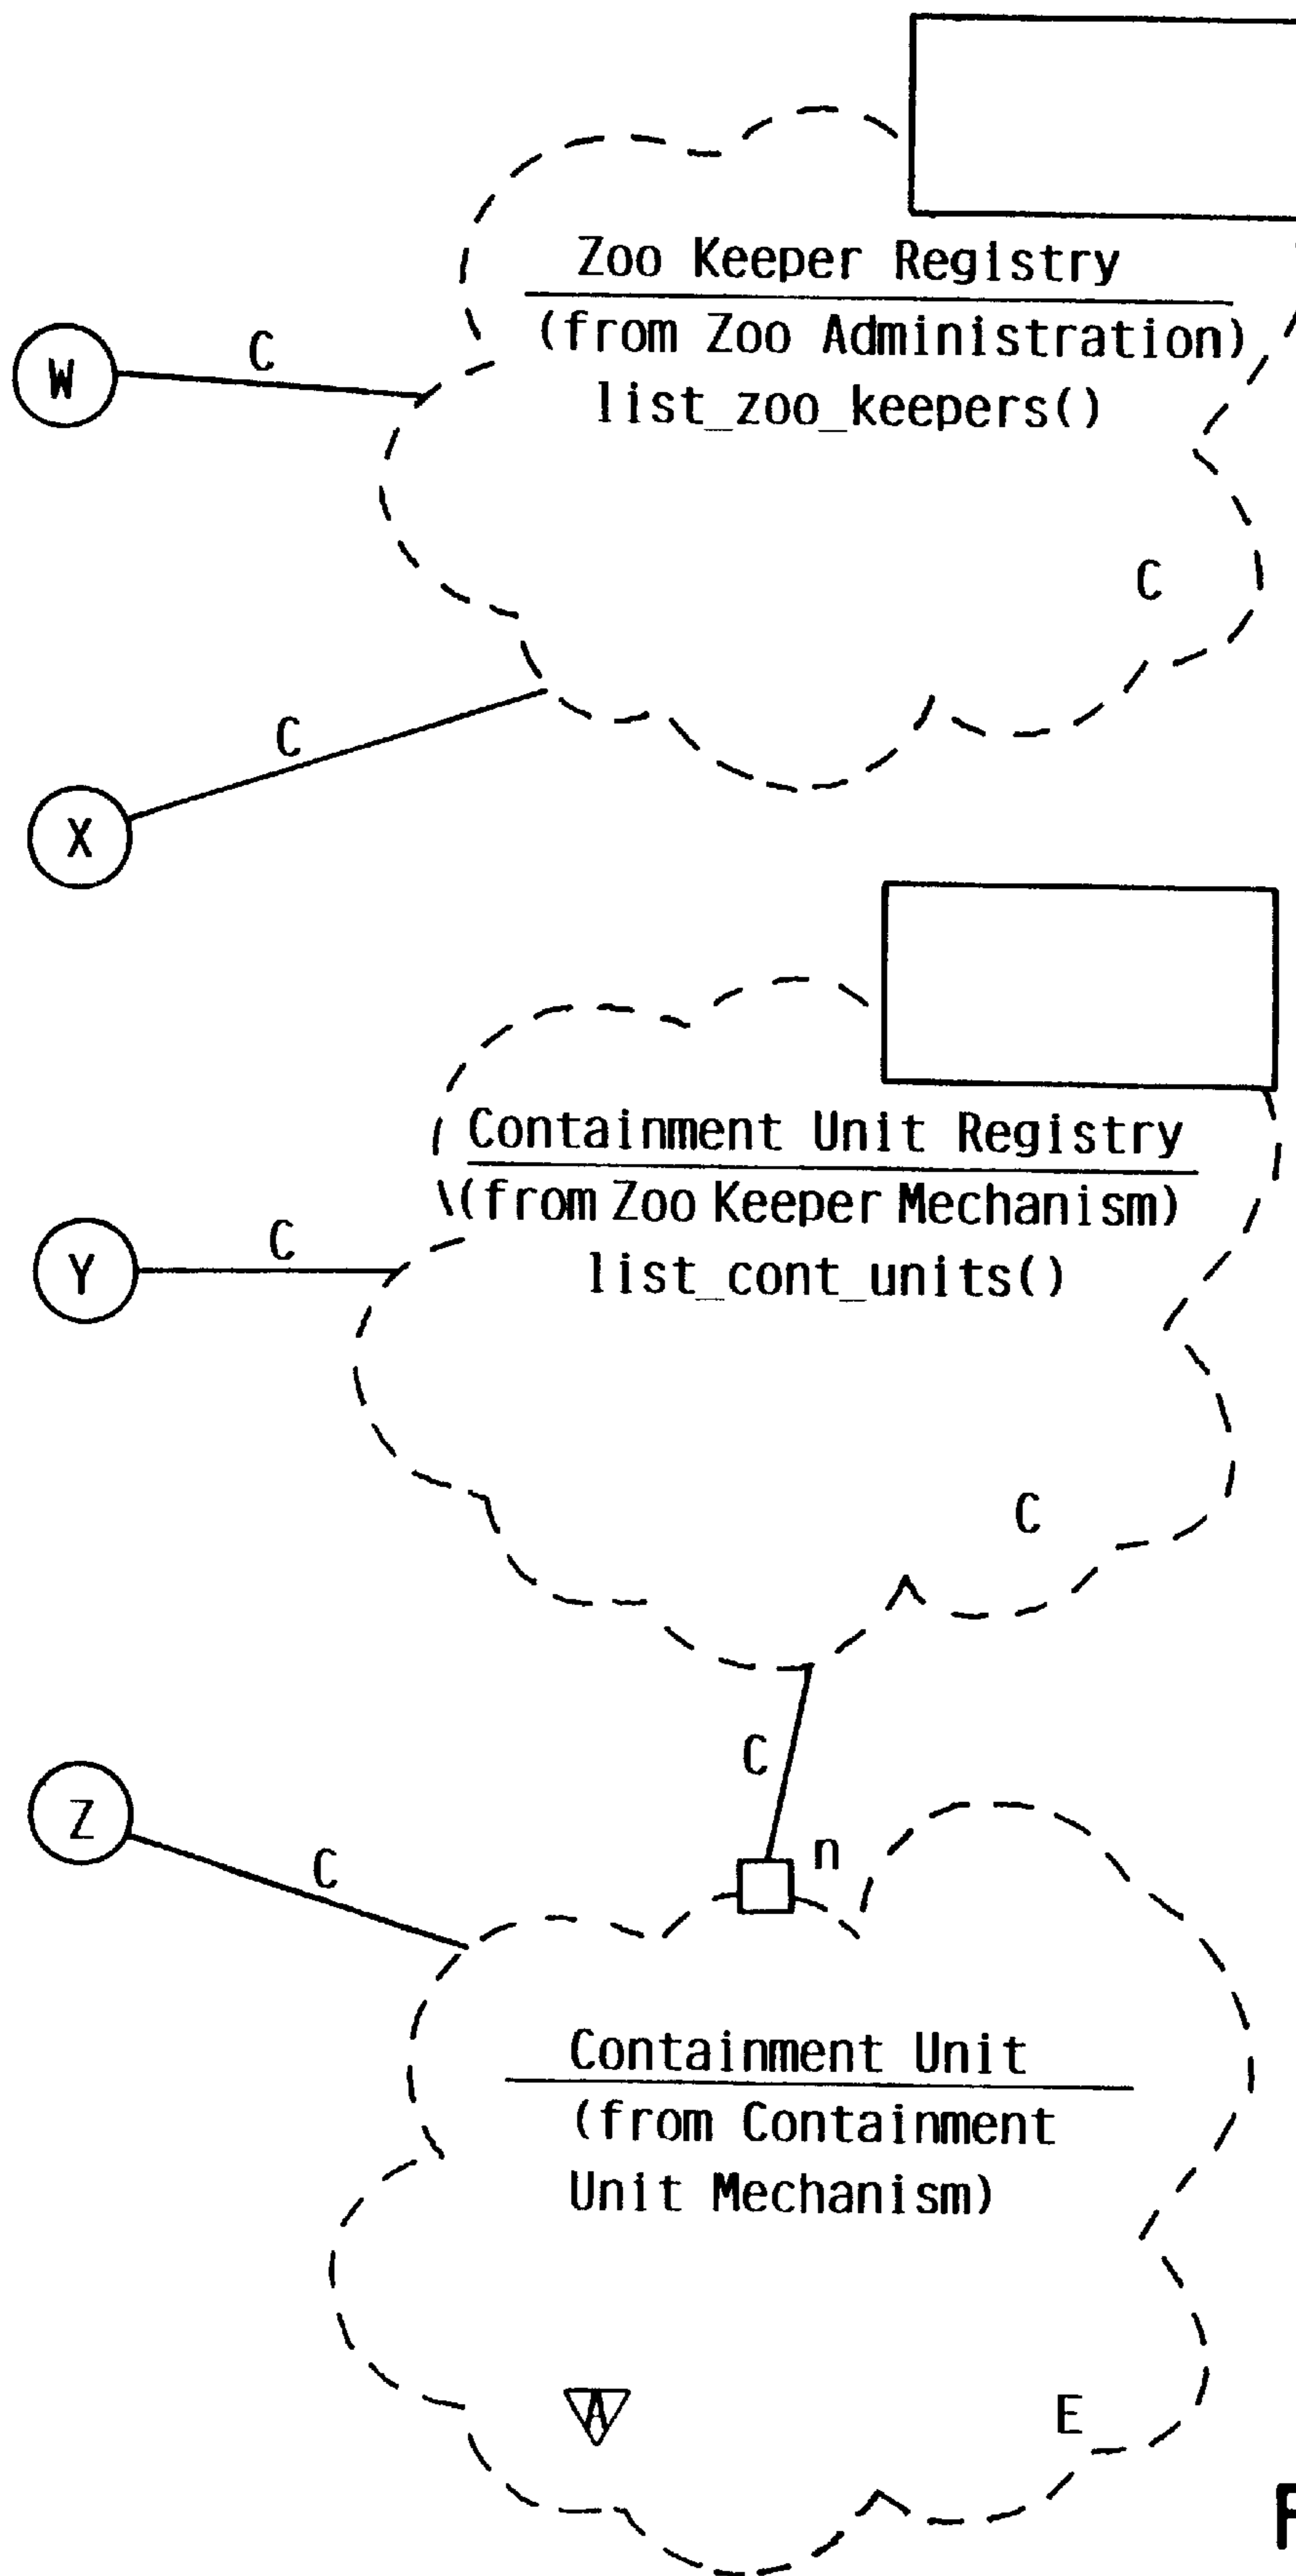 Zoo Keeper Registry
(from Zoo Administration)
list_zoo_keepers()
W
C
C
C
X
Containment Unit Registry
(from Zoo Keeper Mechanism)
list_cont_units()
C
Y
C
C
n
Z
C
Containment Unit
(from Containment
Unit Mechanism)
A
E
F